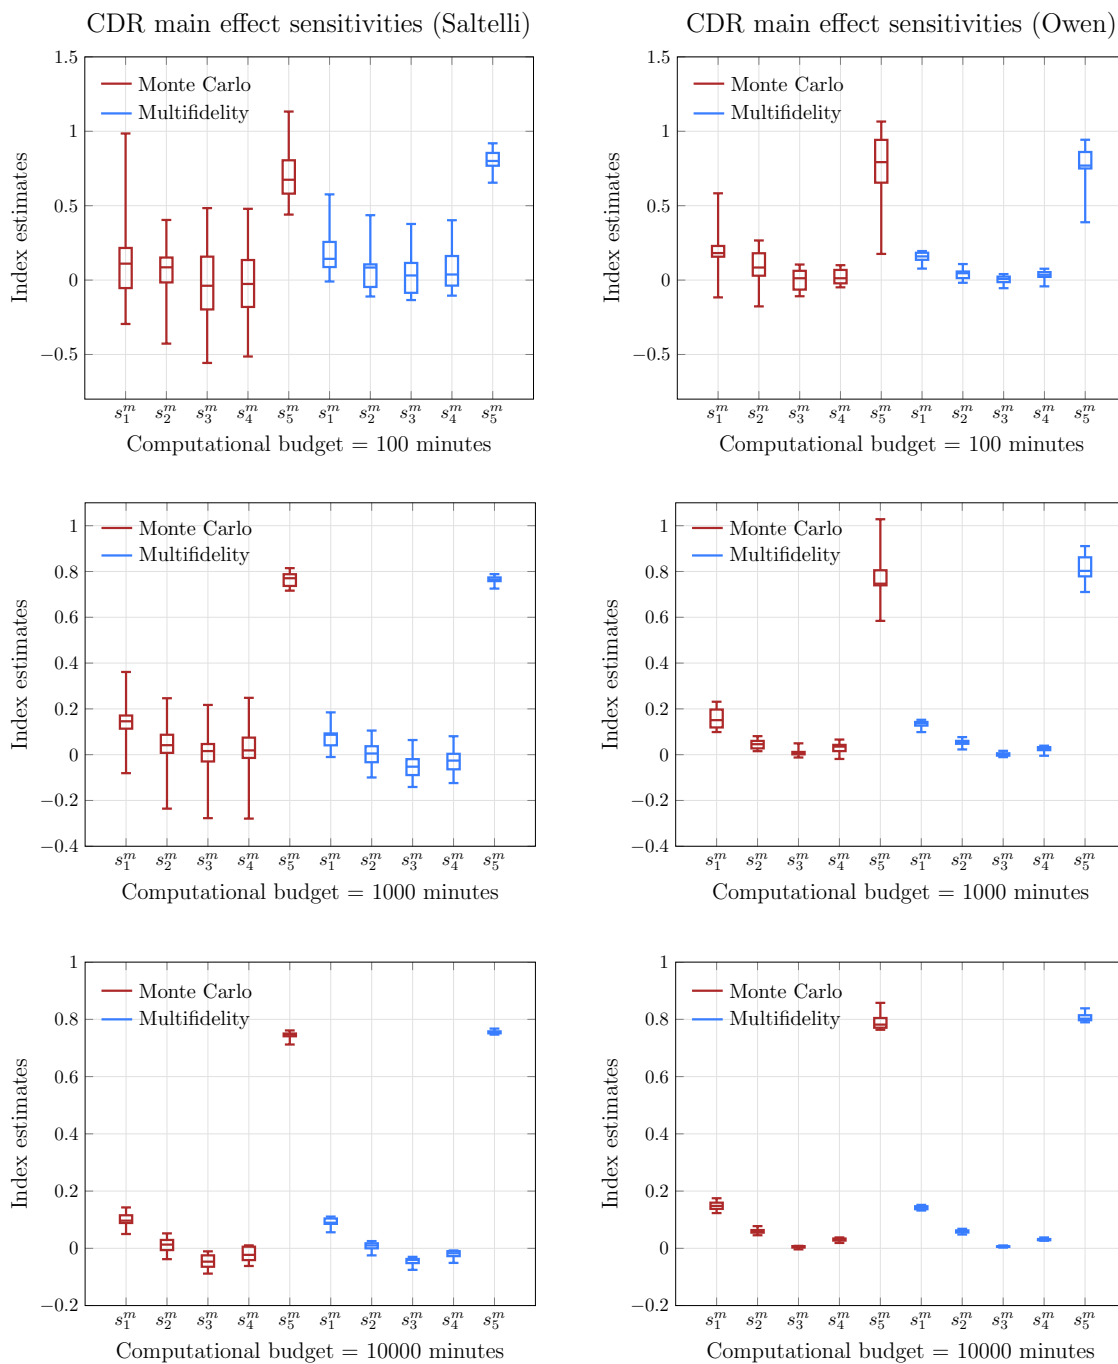 CDR main effect sensitivities (Saltelli)
1.5
1
0.5
0
−0.5
Index estimates
Monte Carlo
Multifidelity
s_1^m s_2^m s_3^m s_4^m s_5^m s_1^m s_2^m s_3^m s_4^m s_5^m
Computational budget = 100 minutes
CDR main effect sensitivities (Owen)
1.5
1
0.5
0
−0.5
Index estimates
Monte Carlo
Multifidelity
s_1^m s_2^m s_3^m s_4^m s_5^m s_1^m s_2^m s_3^m s_4^m s_5^m
Computational budget = 100 minutes
1
0.8
0.6
0.4
0.2
0
−0.2
−0.4
Index estimates
Monte Carlo
Multifidelity
s_1^m s_2^m s_3^m s_4^m s_5^m s_1^m s_2^m s_3^m s_4^m s_5^m
Computational budget = 1000 minutes
1
0.8
0.6
0.4
0.2
0
−0.2
−0.4
Index estimates
Monte Carlo
Multifidelity
s_1^m s_2^m s_3^m s_4^m s_5^m s_1^m s_2^m s_3^m s_4^m s_5^m
Computational budget = 1000 minutes
1
0.8
0.6
0.4
0.2
0
−0.2
Index estimates
Monte Carlo
Multifidelity
s_1^m s_2^m s_3^m s_4^m s_5^m s_1^m s_2^m s_3^m s_4^m s_5^m
Computational budget = 10000 minutes
1
0.8
0.6
0.4
0.2
0
−0.2
Index estimates
Monte Carlo
Multifidelity
s_1^m s_2^m s_3^m s_4^m s_5^m s_1^m s_2^m s_3^m s_4^m s_5^m
Computational budget = 10000 minutes